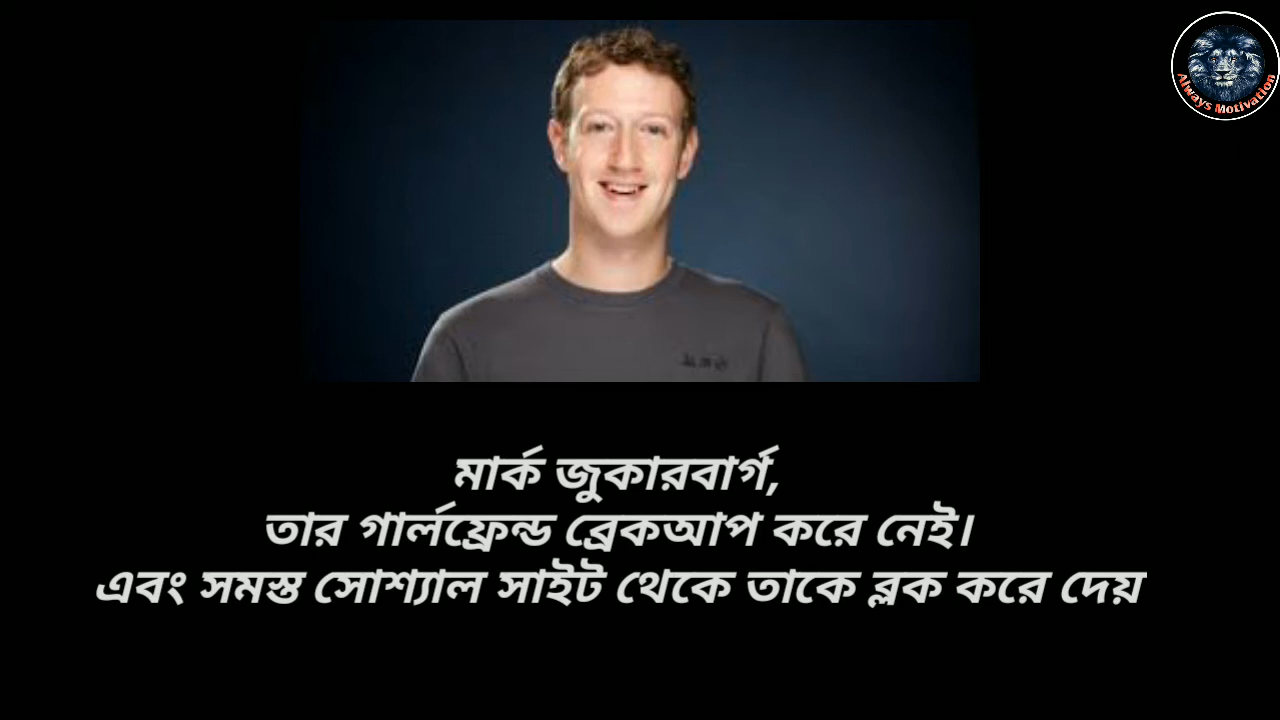 Always Motivation
মার্ক জুকারবার্গ,
তার গার্লফ্রেন্ড ব্রেকআপ করে নেই।
এবং সমস্ত সোশ্যাল সাইট থেকে তাকে ব্লক করে দেয়